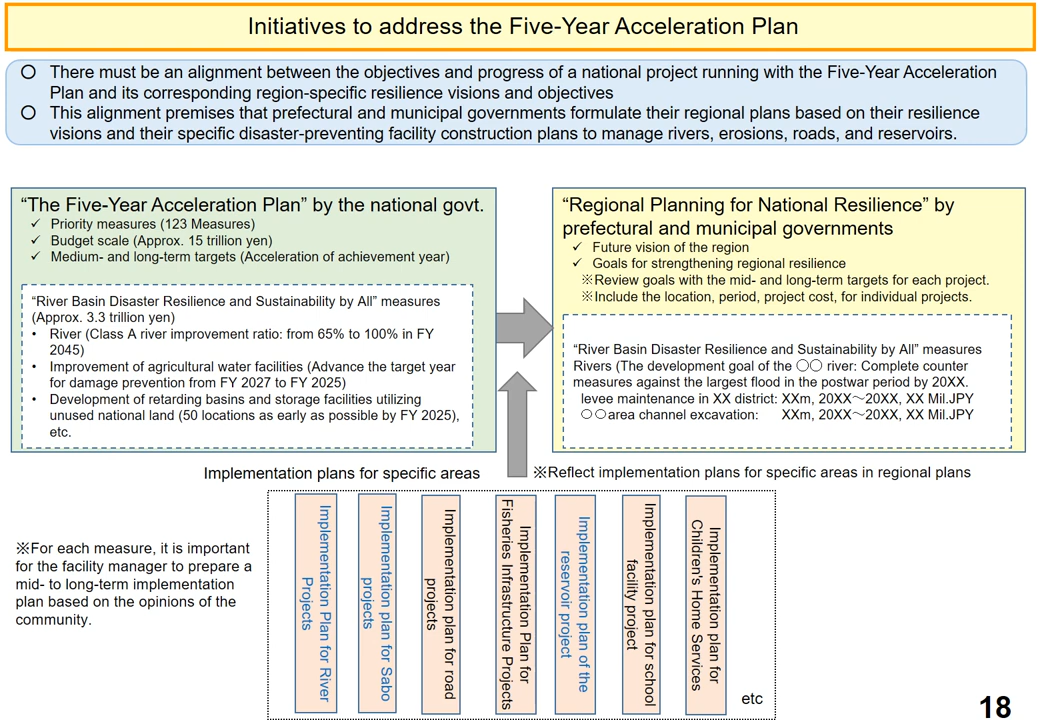 Initiatives to address the Five-Year Acceleration Plan
○ There must be an alignment between the objectives and progress of a national project running with the Five-Year Acceleration
Plan and its corresponding region-specific resilience visions and objectives
○ This alignment premises that prefectural and municipal governments formulate their regional plans based on their resilience
visions and their specific disaster-preventing facility construction plans to manage rivers, erosions, roads, and reservoirs.
“The Five-Year Acceleration Plan” by the national govt.
✓ Priority measures (123 Measures)
✓ Budget scale (Approx. 15 trillion yen)
✓ Medium- and long-term targets (Acceleration of achievement year)
“River Basin Disaster Resilience and Sustainability by All” measures
(Approx. 3.3 trillion yen)
• River (Class A river improvement ratio: from 65% to 100% in FY
2045)
• Improvement of agricultural water facilities (Advance the target year
for damage prevention from FY 2027 to FY 2025)
• Development of retarding basins and storage facilities utilizing
unused national land (50 locations as early as possible by FY 2025),
etc.
“Regional Planning for National Resilience” by
prefectural and municipal governments
✓ Future vision of the region
✓ Goals for strengthening regional resilience
※Review goals with the mid- and long-term targets for each project.
※Include the location, period, project cost, for individual projects.
“River Basin Disaster Resilience and Sustainability by All” measures
Rivers (The development goal of the ○○ river: Complete counter
measures against the largest flood in the postwar period by 20XX.
levee maintenance in XX district: XXm, 20XX～20XX, XX Mil.JPY
○○area channel excavation: XXm, 20XX～20XX, XX Mil.JPY
Implementation plans for specific areas
※Reflect implementation plans for specific areas in regional plans
※For each measure, it is important
for the facility manager to prepare a
mid- to long-term implementation
plan based on the opinions of the
community.
Implementation Plan for River
Projects
Implementation plan for Sabo
projects
Implementation plan for road
projects
Implementation Plan for
Fisheries Infrastructure Projects
Implementation plan of the
reservoir project
Implementation plan for school
facility project
Implementation plan for
Children's Home Services
etc
18